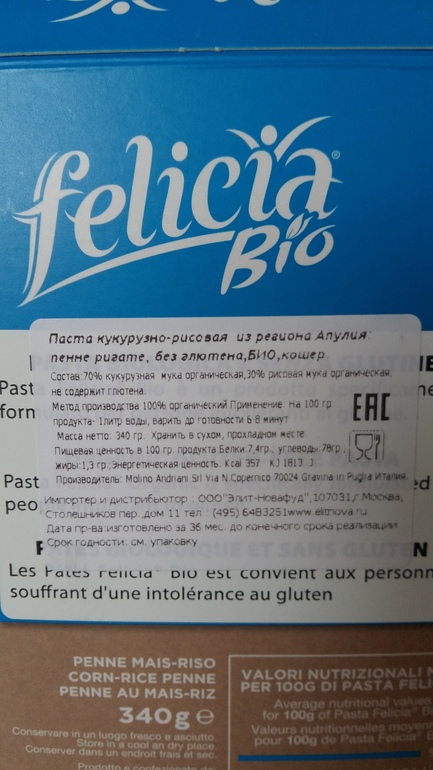 felicia®
Bio
Паста кукурузно-рисовая из региона Апулия:
пенне ригате, без глютена,БИО,кошер.
Состав:70% кукурузная мука органическая,30% рисовая мука органическая,
не содержит глютена.
Метод производства 100% органический Применение: На 100 гр
продукта- 1литр воды, варить до готовности 6-8 минут
Масса нетто: 340 гр. Хранить в сухом, прохладном месте
Пищевая ценность в 100 гр. продукта:Белки:7,4гр., углеводы:78гр.,
жиры:1,3 гр.,Энергетическая ценность: Kcal 357 KJ 1813
EAC
Производитель: Molino Andriani Srl Via N.Copernico 70024 Gravina in Puglia Италия
Импортер и дистрибьютор : ООО"Элит-Новафуд",107031,г.Москва,
Столешников пер.,дом 11 тел.: (495) 6483251www.elitnova.ru
Дата пр-ва:изготовлено за 36 мес. до конечного срока реализации
Срок годности: см. упаковку
Past
form
Past
peo
Les Pâtes Felicia® Bio est convient aux personn
souffrant d'une intolérance au gluten
PENNE MAIS-RISO
CORN-RICE PENNE
PENNE AU MAIS-RIZ
340g e
Conservare in un luogo fresco e asciutto.
Store in a cool an dry place.
Conserver dans un endroit frais et sec.
Prodotto e confezionato da
VALORI NUTRIZIONALI M
PER 100G DI PASTA FELI
Average nutritional values
for 100g of Pasta Felicia® B
Valeurs nutritionnelles moyenn
pour 100g de Pasta Felicia® B